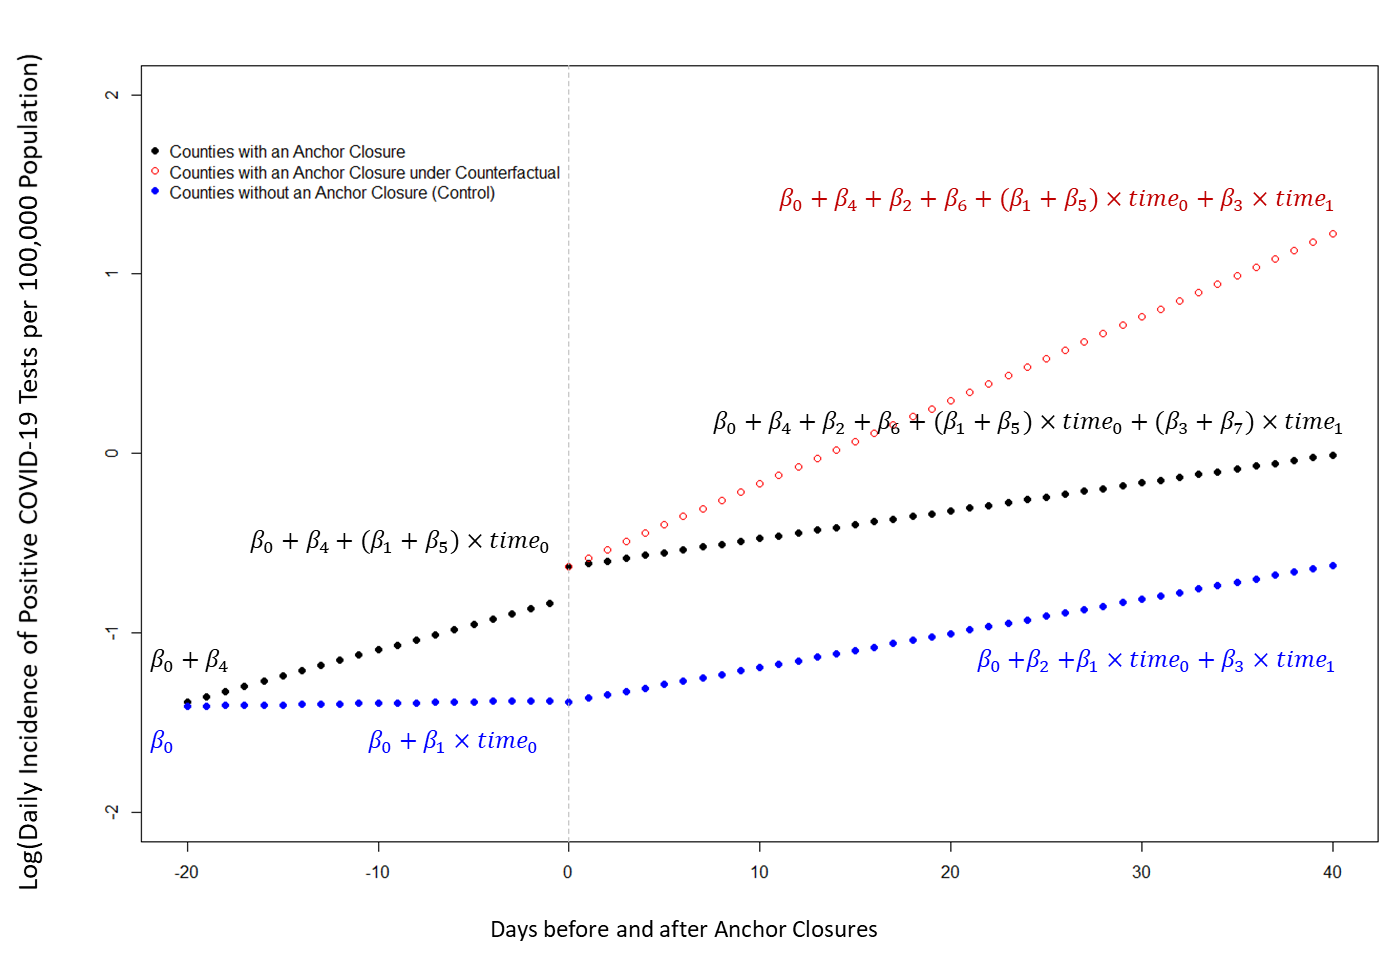 Log(Daily Incidence of Positive COVID-19 Tests per 100,000 Population)
2
1
0
-1
-2
Counties with an Anchor Closure
Counties with an Anchor Closure under Counterfactual
Counties without an Anchor Closure (Control)
β₀ + β₄ + β₂ + β₆ + (β₁ + β₅) × time₀ + β₃ × time₁
β₀ + β₄ + β₂ + β₆ + (β₁ + β₅) × time₀ + (β₃ + β₇) × time₁
β₀ + β₄ + (β₁ + β₅) × time₀
β₀ + β₄
β₀ +β₂ +β₁ × time₀ + β₃ × time₁
β₀
β₀ + β₁ × time₀
-20 -10 0 10 20 30 40
Days before and after Anchor Closures